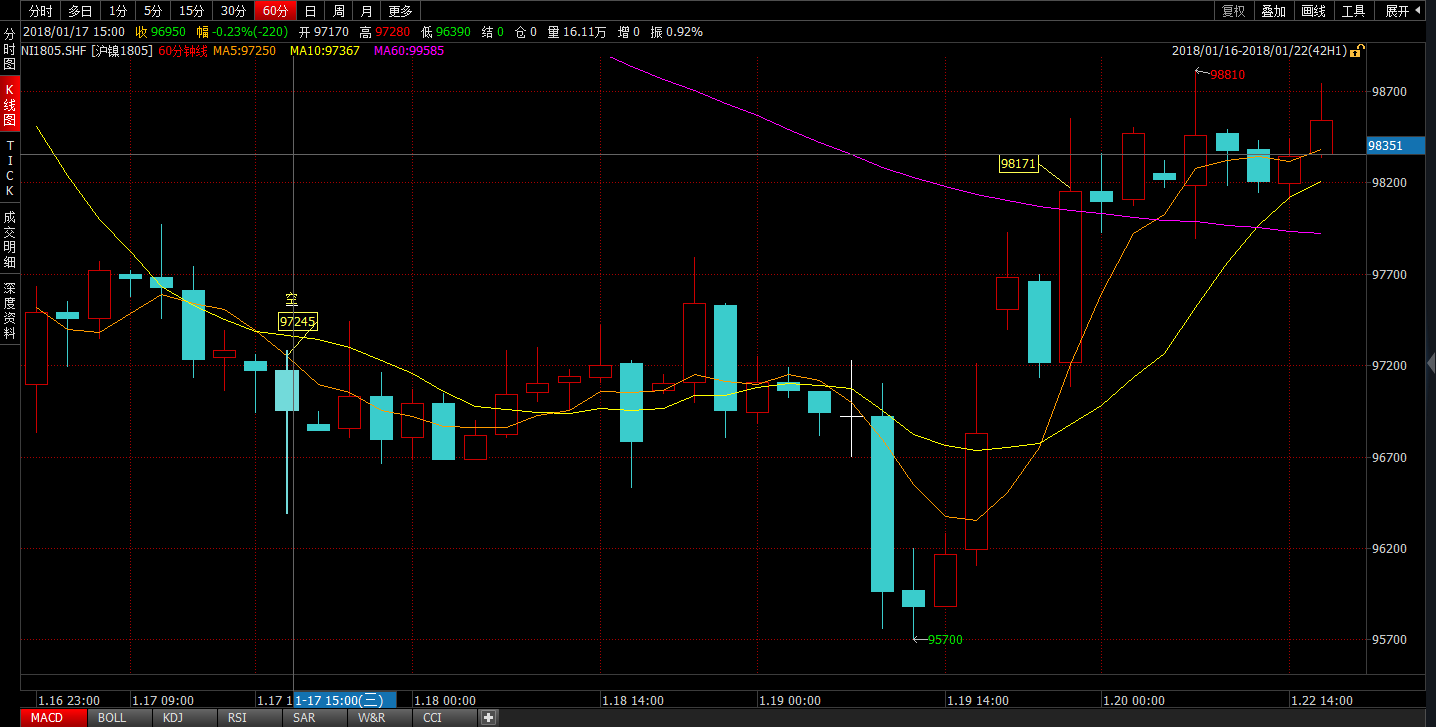 分时 多日 1分 5分 15分 30分 60分 日 周 月 更多 复权 叠加 画线 工具 展开
2018/01/17 15:00 收 96950 幅 -0.23%(-220) 开 97170 高 97280 低 96390 结 0 仓 0 量 16.11万 增 0 振 0.92%
NI1805.SHF [沪镍1805] 60分钟线 MA5:97250 MA10:97367 MA60:99585 2018/01/16-2018/01/22(42H1)
分时图
K线图
TICK
成交明细
深度资料
98810
98700
98351
98171
98200
97700
空
97245
97200
96700
96200
95700
95700
1.16 23:00 1.17 09:00 1.17 1 1-17 15:00(三) 1.18 00:00 1.18 14:00 1.19 00:00 1.19 14:00 1.20 00:00 1.22 14:00
MACD BOLL KDJ RSI SAR W&R CCI